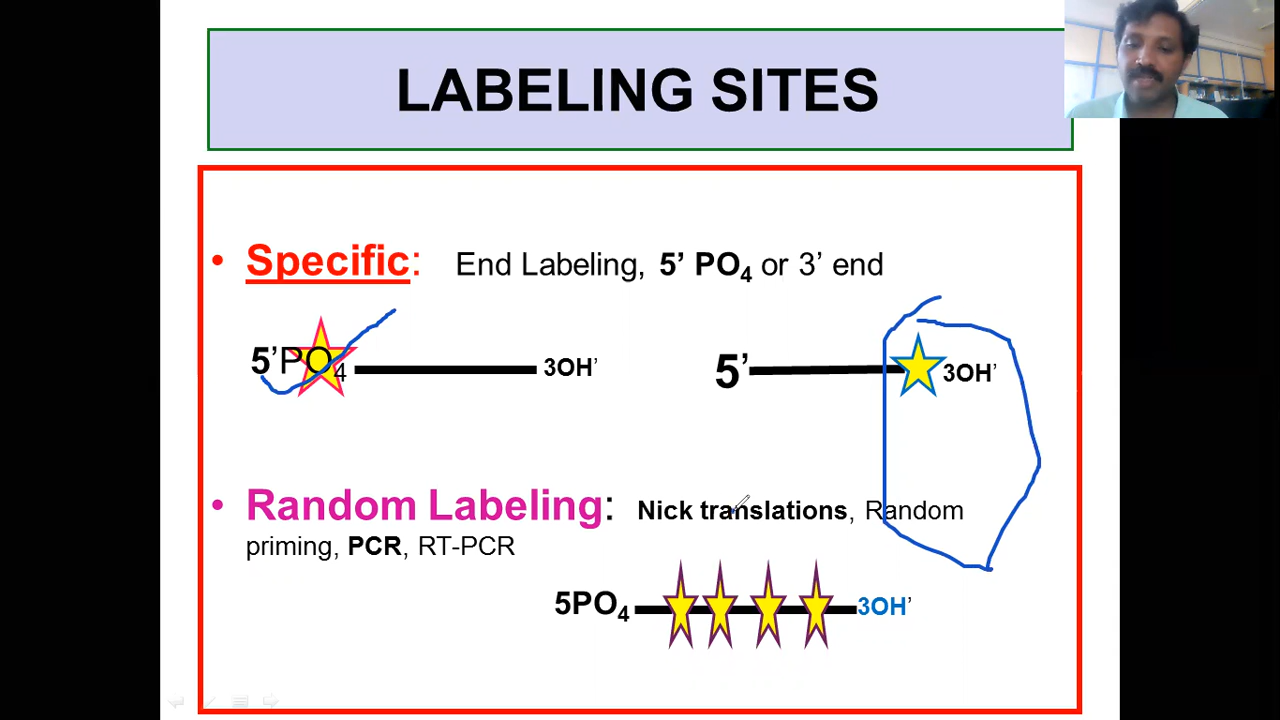 LABELING SITES
• Specific: End Labeling, 5’ PO4 or 3’ end
5’PO4 3OH’ 5’ 3OH’
• Random Labeling: Nick translations, Random
priming, PCR, RT-PCR
5PO4 3OH’